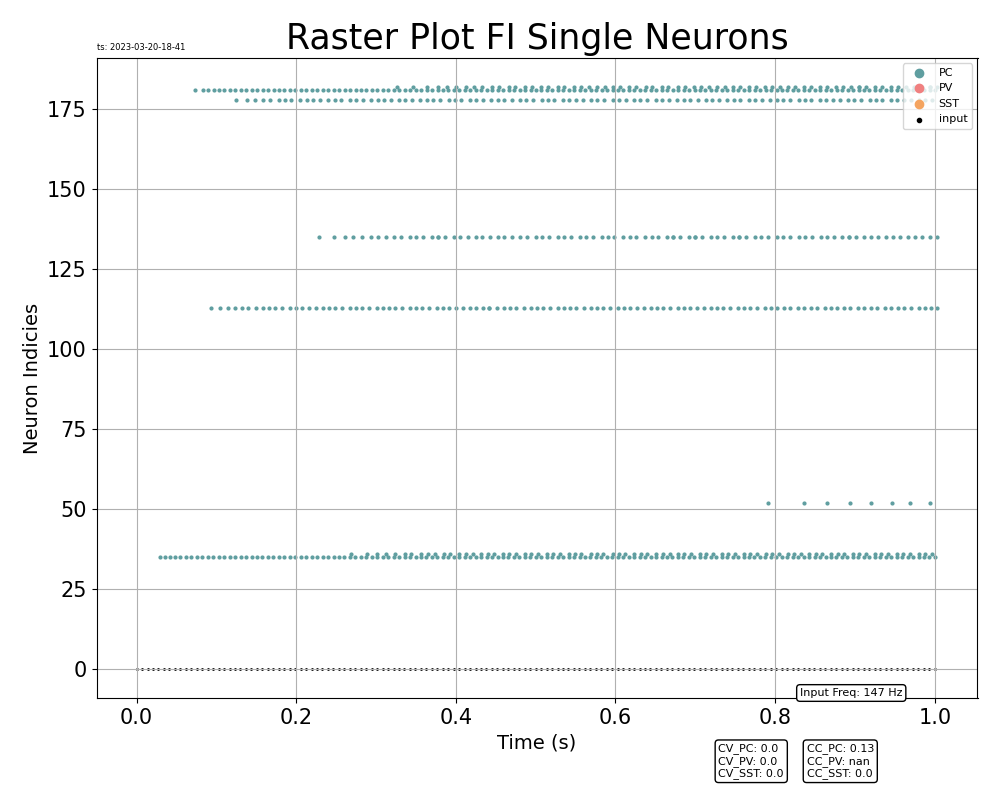 Raster Plot FI Single Neurons
ts: 2023-03-20-18-41
PC
PV
SST
input
175
150
125
100
75
50
25
0
Neuron Indicies
Input Freq: 147 Hz
0.0 0.2 0.4 0.6 0.8 1.0
Time (s)
CV_PC: 0.0
CV_PV: 0.0
CV_SST: 0.0
CC_PC: 0.13
CC_PV: nan
CC_SST: 0.0